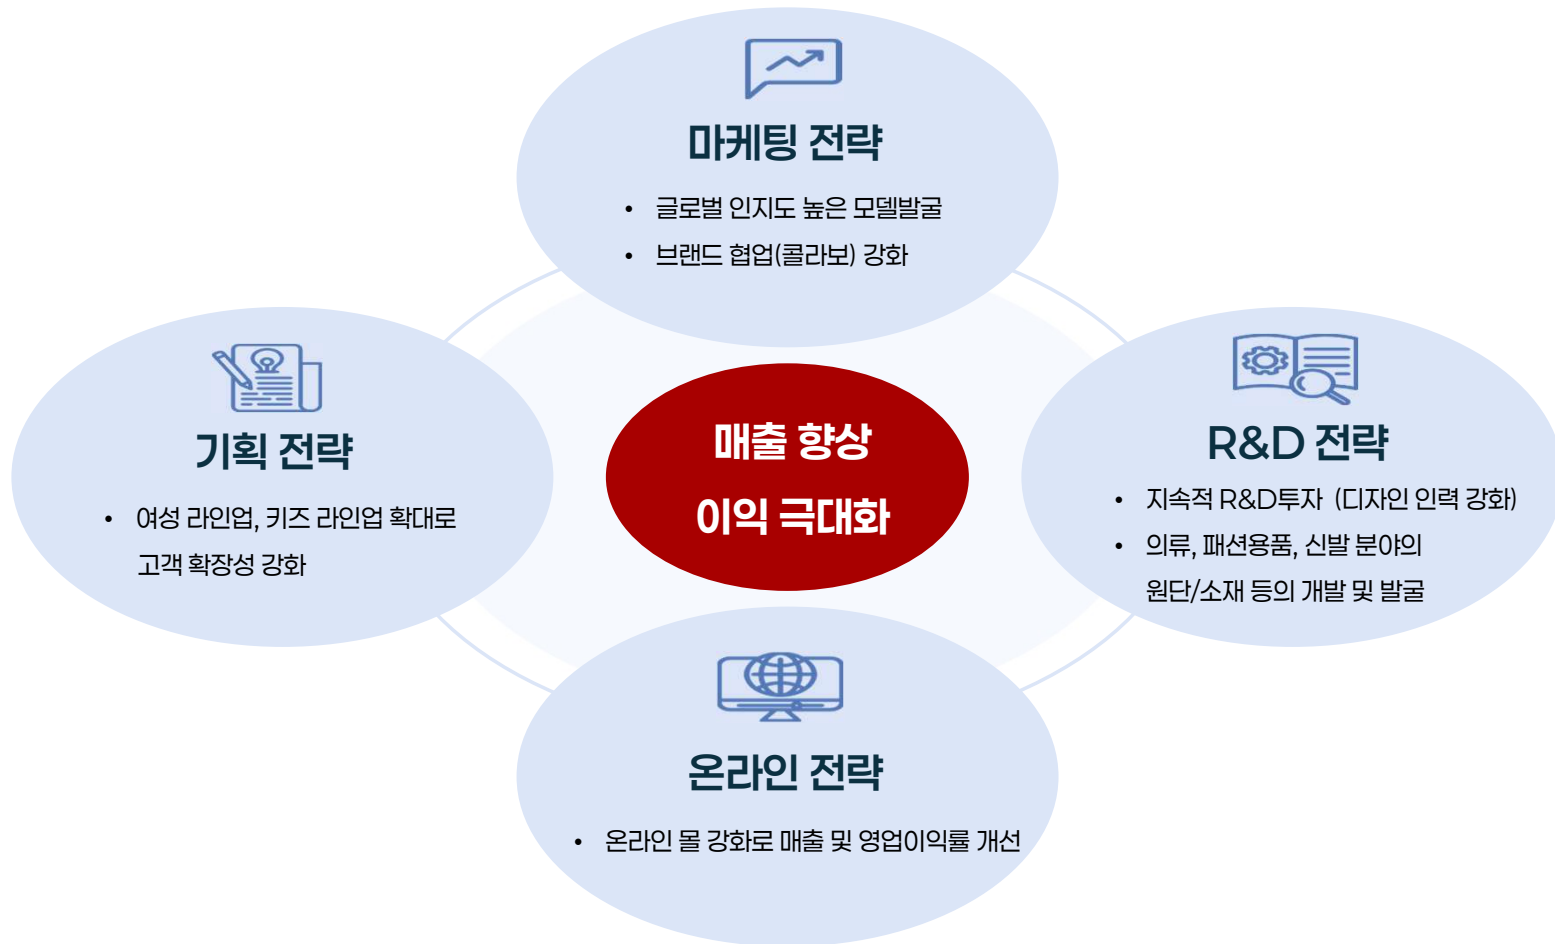 마케팅 전략
• 글로벌 인지도 높은 모델발굴
• 브랜드 협업(콜라보) 강화
기획 전략
• 여성 라인업, 키즈 라인업 확대로
고객 확장성 강화
매출 향상
이익 극대화
R&D 전략
• 지속적 R&D투자 (디자인 인력 강화)
• 의류, 패션용품, 신발 분야의
원단/소재 등의 개발 및 발굴
온라인 전략
• 온라인 몰 강화로 매출 및 영업이익률 개선